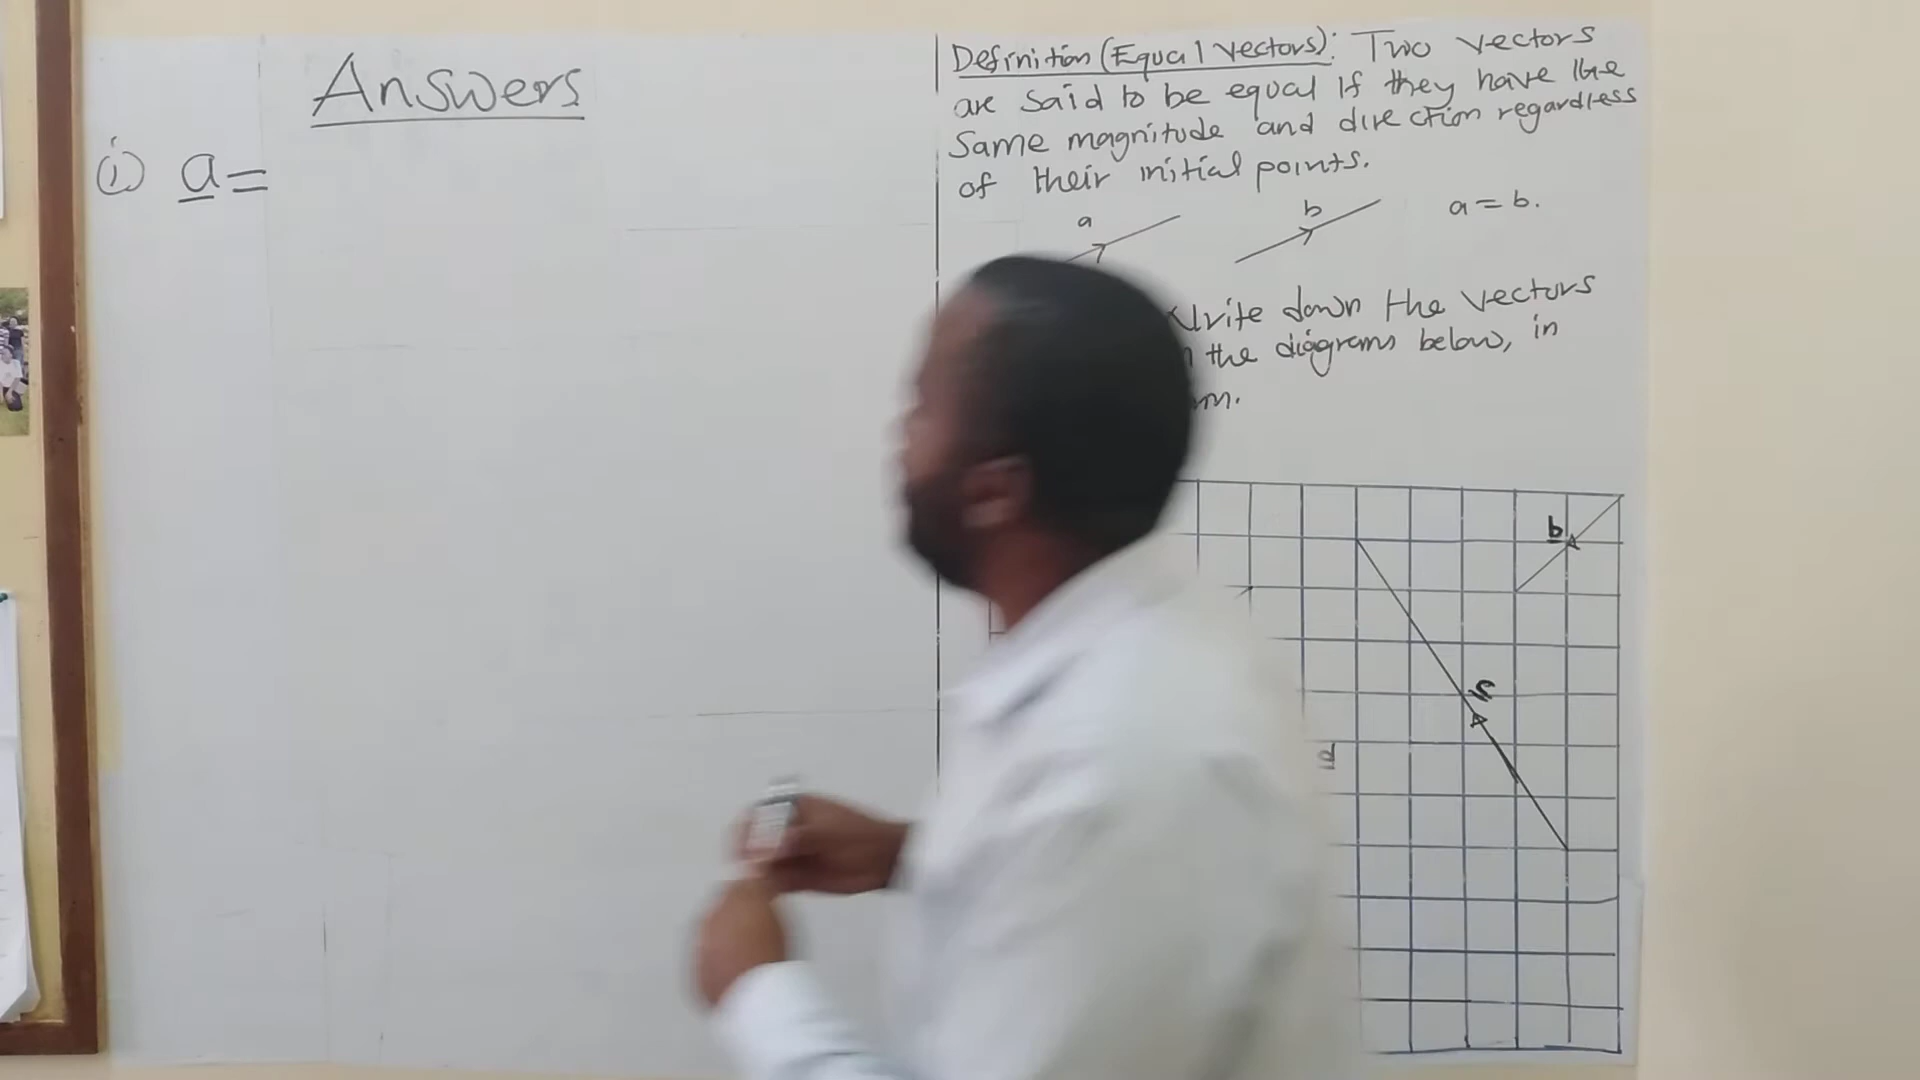 Answers
(i) a =
Definition (Equal Vectors): Two vectors
are said to be equal if they have the
same magnitude and direction regardless
of their initial points.
a
b
a = b.
Write down the vectors
the diagrams below, in
b
c
d